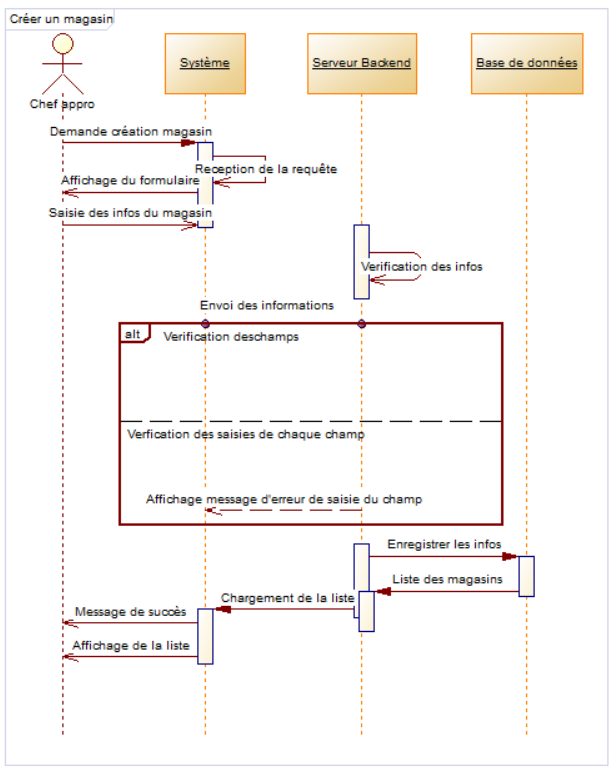 Créer un magasin
Système
Serveur Backend
Base de données
Chef appro
Demande création magasin
Reception de la requête
Affichage du formulaire
Saisie des infos du magasin
Verification des infos
Envoi des informations
alt
Verification deschamps
Verfication des saisies de chaque champ
Affichage message d'erreur de saisie du champ
Enregistrer les infos
Liste des magasins
Chargement de la liste
Message de succès
Affichage de la liste